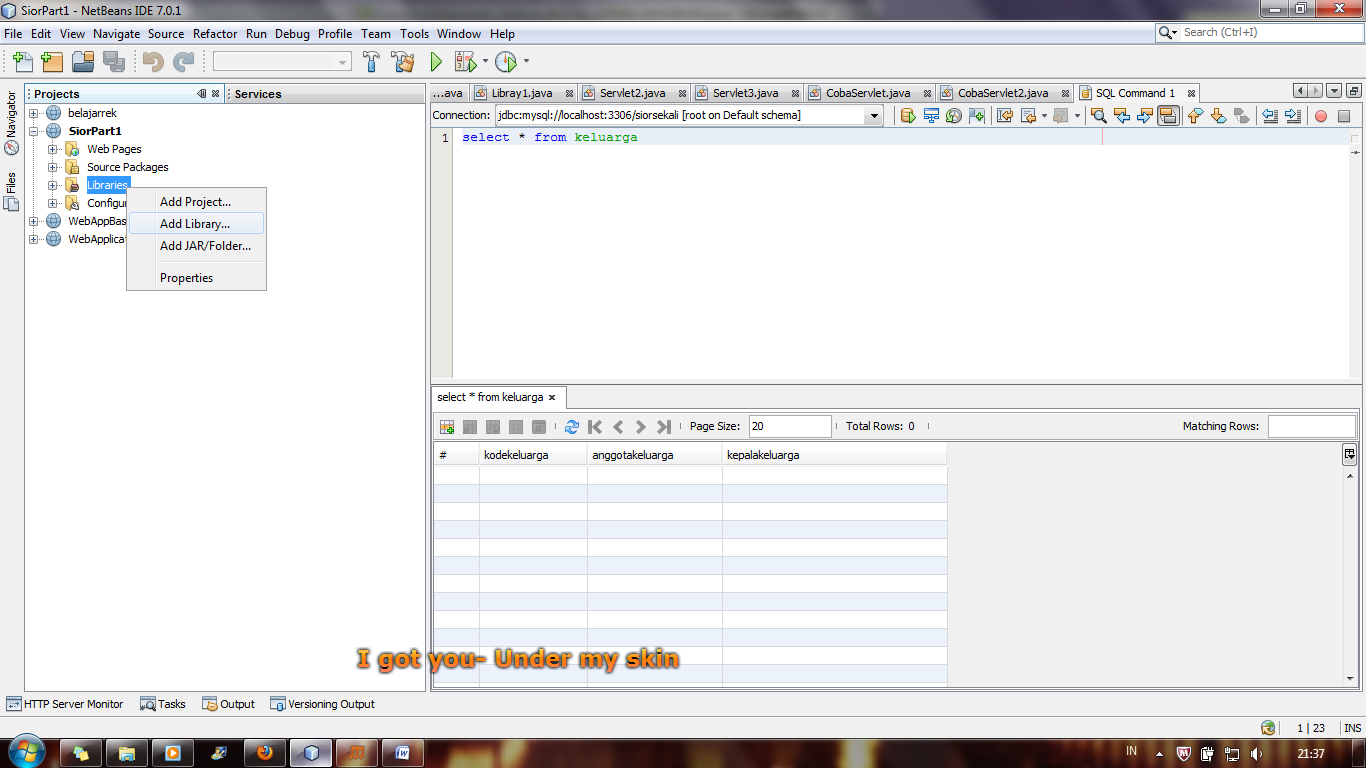 SiorPart1 - NetBeans IDE 7.0.1
File Edit View Navigate Source Refactor Run Debug Profile Team Tools Window Help
Search (Ctrl+I)
Projects
Services
...ava Libray1.java Servlet2.java Servlet3.java CobaServlet.java CobaServlet2.java SQL Command 1
Navigator
Files
belajarrek
SiorPart1
Web Pages
Source Packages
Libraries
Configur
WebAppBas
WebApplicat
Add Project...
Add Library...
Add JAR/Folder...
Properties
Connection: jdbc:mysql://localhost:3306/siorsekali [root on Default schema]
1 select * from keluarga
select * from keluarga
Page Size: 20 Total Rows: 0 Matching Rows:
# kodekeluarga anggotakeluarga kepalakeluarga
I got you- Under my skin
HTTP Server Monitor Tasks Output Versioning Output
1 | 23 INS
IN 21:37